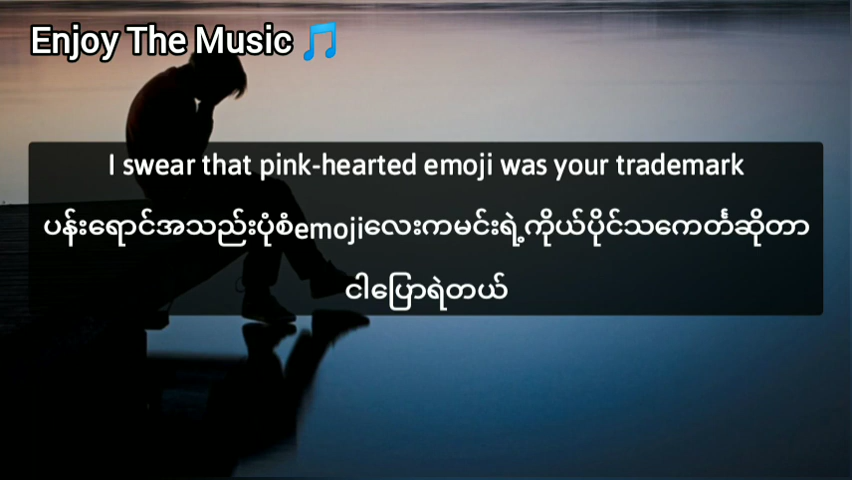 Enjoy The Music 🎵
I swear that pink-hearted emoji was your trademark
ပန်းရောင်အသည်းပုံစံemojiလေးကမင်းရဲ့ကိုယ်ပိုင်သင်္ကေတဆိုတာ
ငါပြောရဲတယ်